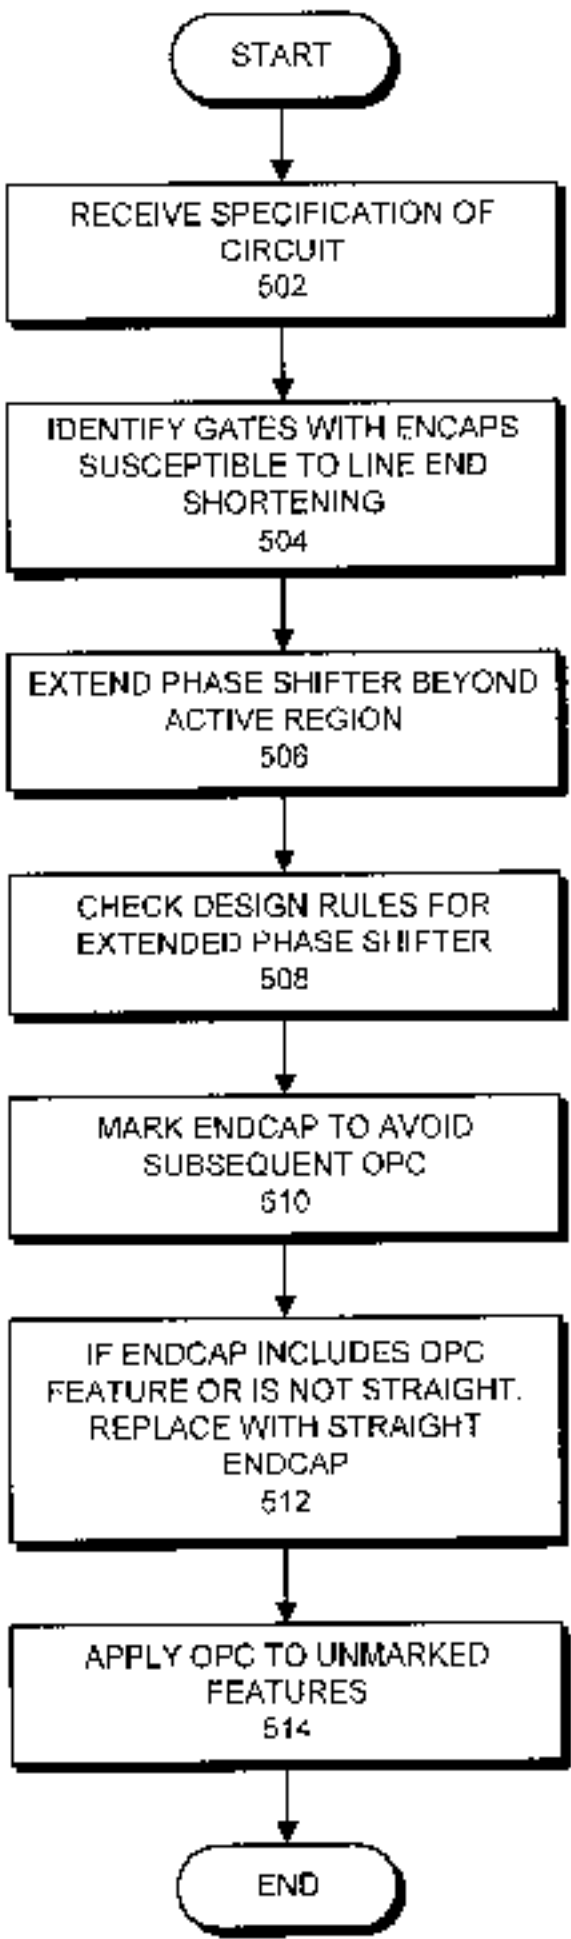 START
RECEIVE SPECIFICATION OF
CIRCUIT
502
IDENTIFY GATES WITH ENCAPS
SUSCEPTIBLE TO LINE END
SHORTENING
504
EXTEND PHASE SHIFTER BEYOND
ACTIVE REGION
506
CHECK DESIGN RULES FOR
EXTENDED PHASE SHIFTER
508
MARK ENDCAP TO AVOID
SUBSEQUENT OPC
510
IF ENDCAP INCLUDES OPC
FEATURE OR IS NOT STRAIGHT,
REPLACE WITH STRAIGHT
ENDCAP
512
APPLY OPC TO UNMARKED
FEATURES
514
END